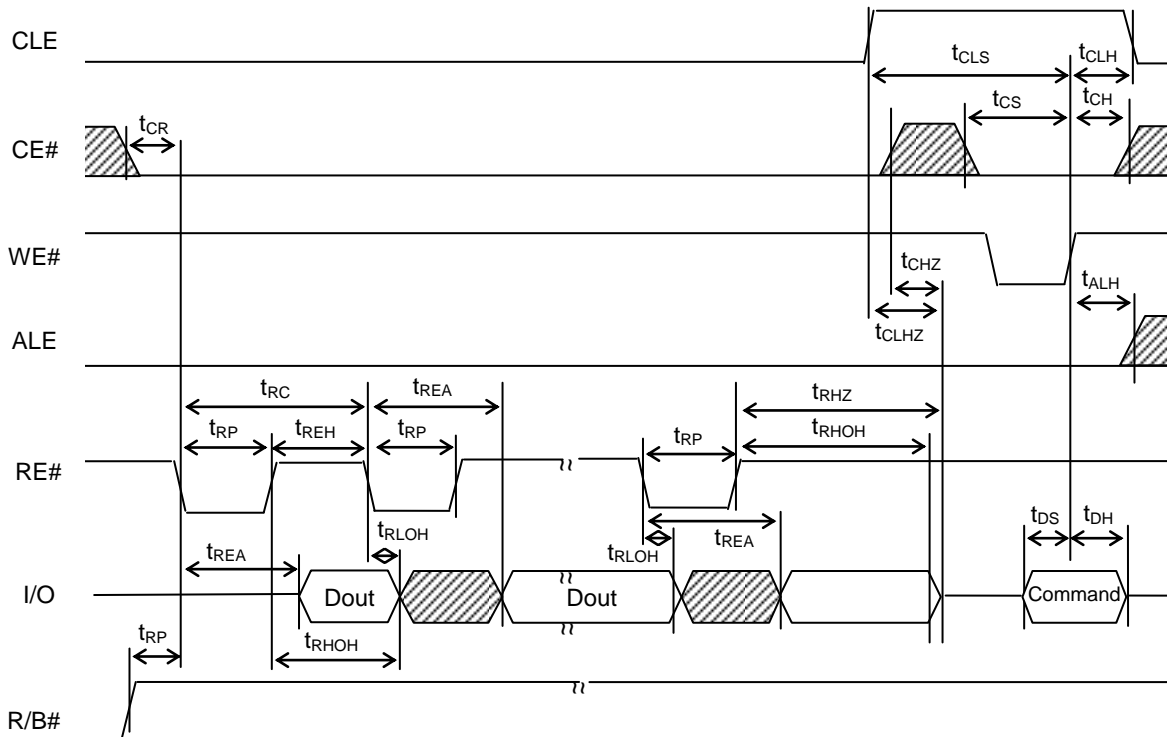 CLE
tCLS tCLH
tCS tCH
tCR
CE#
WE#
tCHZ
tALH
tCLHZ
ALE
tRC tREA tRHZ
tRP tREH tRP tRP tRHOH
RE#
tRLOH tDS tDH
tREA tRLOH tREA
I/O Dout Dout Command
tRP tRHOH
R/B#